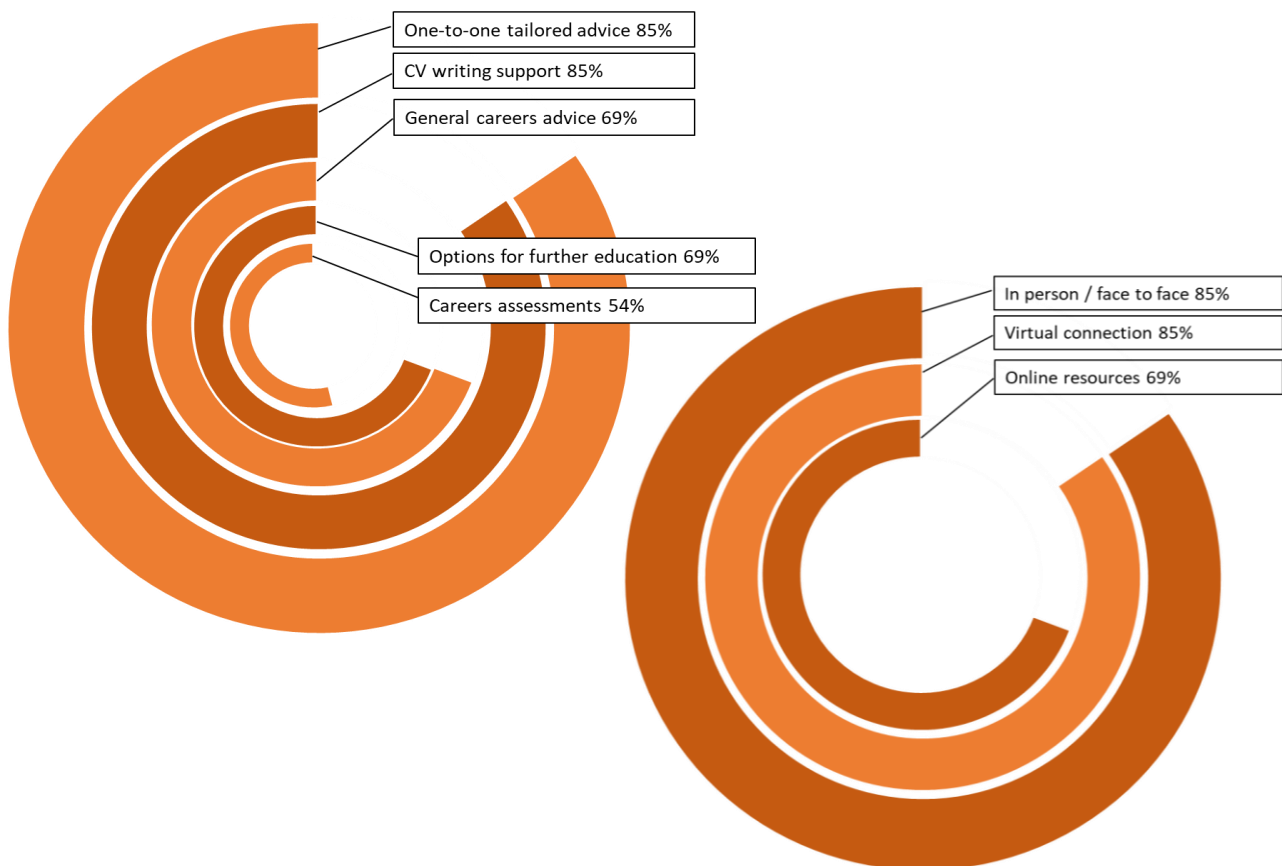 One-to-one tailored advice 85%
CV writing support 85%
General careers advice 69%
Options for further education 69%
Careers assessments 54%
In person / face to face 85%
Virtual connection 85%
Online resources 69%